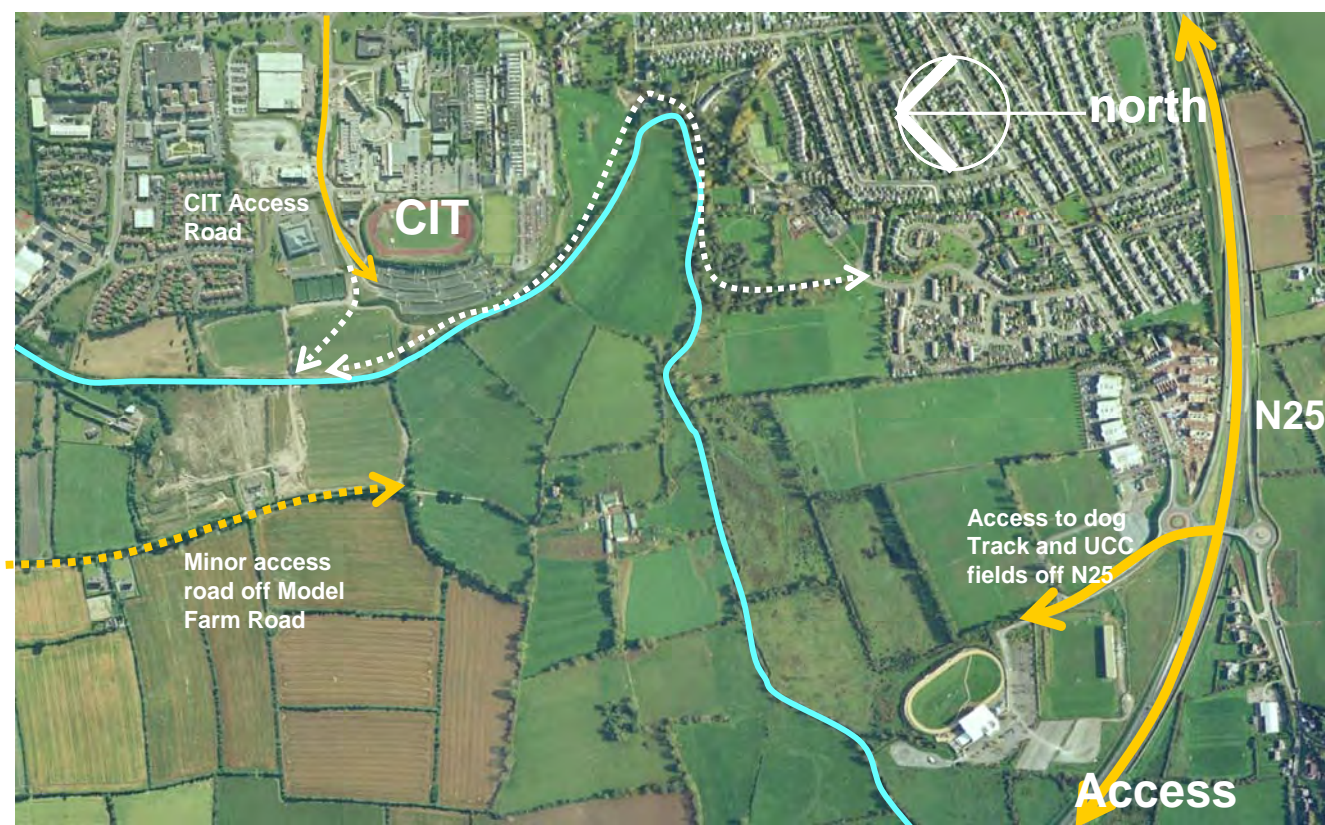 north
CIT Access
Road
CIT
N25
Access to dog
Track and UCC
fields off N25
Minor access
road off Model
Farm Road
Access